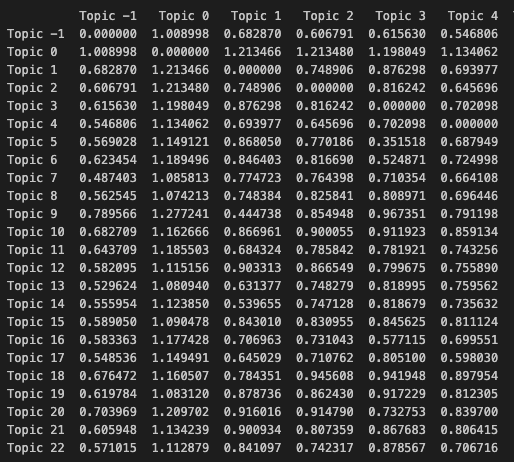 Topic -1 Topic 0 Topic 1 Topic 2 Topic 3 Topic 4
Topic -1 0.000000 1.008998 0.682870 0.606791 0.615630 0.546806
Topic 0 1.008998 0.000000 1.213466 1.213480 1.198049 1.134062
Topic 1 0.682870 1.213466 0.000000 0.748906 0.876298 0.693977
Topic 2 0.606791 1.213480 0.748906 0.000000 0.816242 0.645696
Topic 3 0.615630 1.198049 0.876298 0.816242 0.000000 0.702098
Topic 4 0.546806 1.134062 0.693977 0.645696 0.702098 0.000000
Topic 5 0.569028 1.149121 0.868050 0.770186 0.351518 0.687949
Topic 6 0.623454 1.189496 0.846403 0.816690 0.524871 0.724998
Topic 7 0.487403 1.085813 0.774723 0.764398 0.710354 0.664108
Topic 8 0.562545 1.074213 0.748384 0.825841 0.808971 0.696446
Topic 9 0.789566 1.277241 0.444738 0.854948 0.967351 0.791198
Topic 10 0.682709 1.162666 0.866961 0.900055 0.911923 0.859134
Topic 11 0.643709 1.185503 0.684324 0.785842 0.781921 0.743256
Topic 12 0.582095 1.115156 0.903313 0.866549 0.799675 0.755890
Topic 13 0.529624 1.080940 0.631377 0.748279 0.818995 0.759562
Topic 14 0.555954 1.123850 0.539655 0.747128 0.818679 0.735632
Topic 15 0.589050 1.090478 0.843010 0.830955 0.845625 0.811124
Topic 16 0.583363 1.177428 0.706963 0.731043 0.577115 0.699551
Topic 17 0.548536 1.149491 0.645029 0.710762 0.805100 0.598030
Topic 18 0.676472 1.160507 0.784351 0.945608 0.941948 0.897954
Topic 19 0.619784 1.083120 0.878736 0.862430 0.917229 0.812305
Topic 20 0.703969 1.209702 0.916016 0.914790 0.732753 0.839700
Topic 21 0.605948 1.134239 0.900934 0.807359 0.867683 0.806415
Topic 22 0.571015 1.112879 0.841097 0.742317 0.878567 0.706716